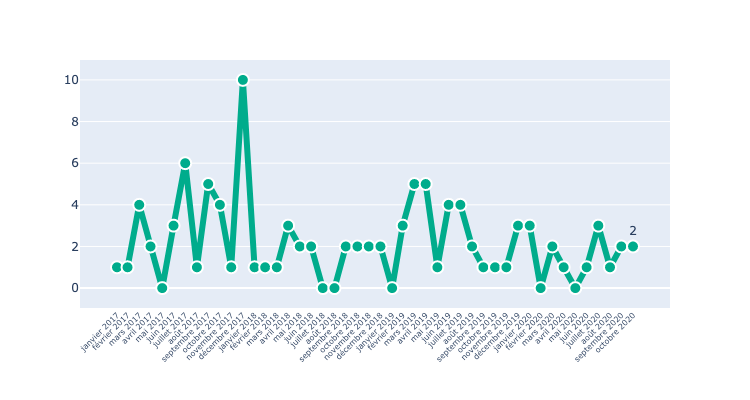 10
8
6
4
2
0
2
janvier 2017
février 2017
mars 2017
avril 2017
mai 2017
juin 2017
juillet 2017
août 2017
septembre 2017
octobre 2017
novembre 2017
décembre 2017
janvier 2018
février 2018
mars 2018
avril 2018
mai 2018
juin 2018
juillet 2018
août 2018
septembre 2018
octobre 2018
novembre 2018
décembre 2018
janvier 2019
février 2019
mars 2019
avril 2019
mai 2019
juin 2019
juillet 2019
août 2019
septembre 2019
octobre 2019
novembre 2019
décembre 2019
janvier 2020
février 2020
mars 2020
avril 2020
mai 2020
juin 2020
juillet 2020
août 2020
septembre 2020
octobre 2020